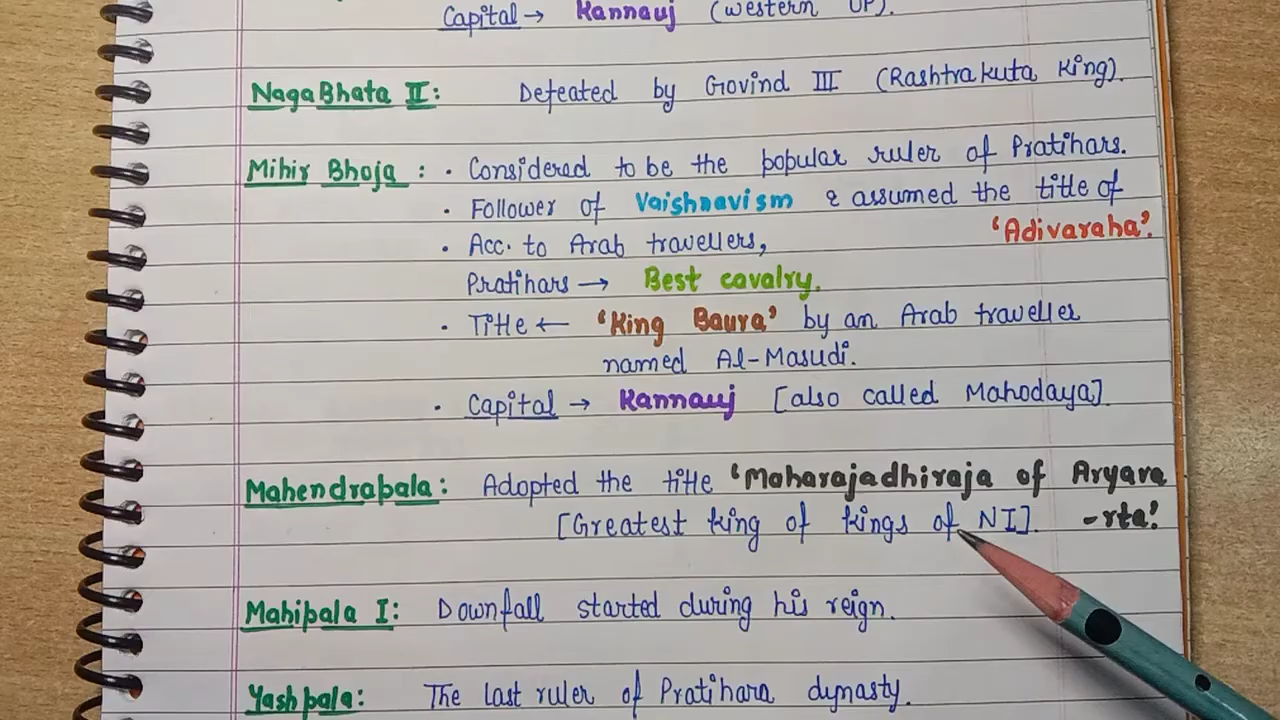 Capital → Kannauj (western UP).
NagaBhata II: Defeated by Govind III (Rashtrakuta King).
Mihir Bhoja : · Considered to be the popular ruler of Pratihars.
· Follower of Vaishnavism & assumed the title of
'Adivaraha'.
· Acc. to Arab travellers,
Pratihars → Best cavalry.
· Title ← 'King Baura' by an Arab traveller
named Al-Masudi.
· Capital → Kannauj [also called Mahodaya].
Mahendrapala: Adopted the title 'Maharajadhiraja of Aryava
[Greatest king of kings of NI]. -rta'.
Mahipala I: Downfall started during his reign.
Yashpala: The last ruler of Pratihara dynasty.